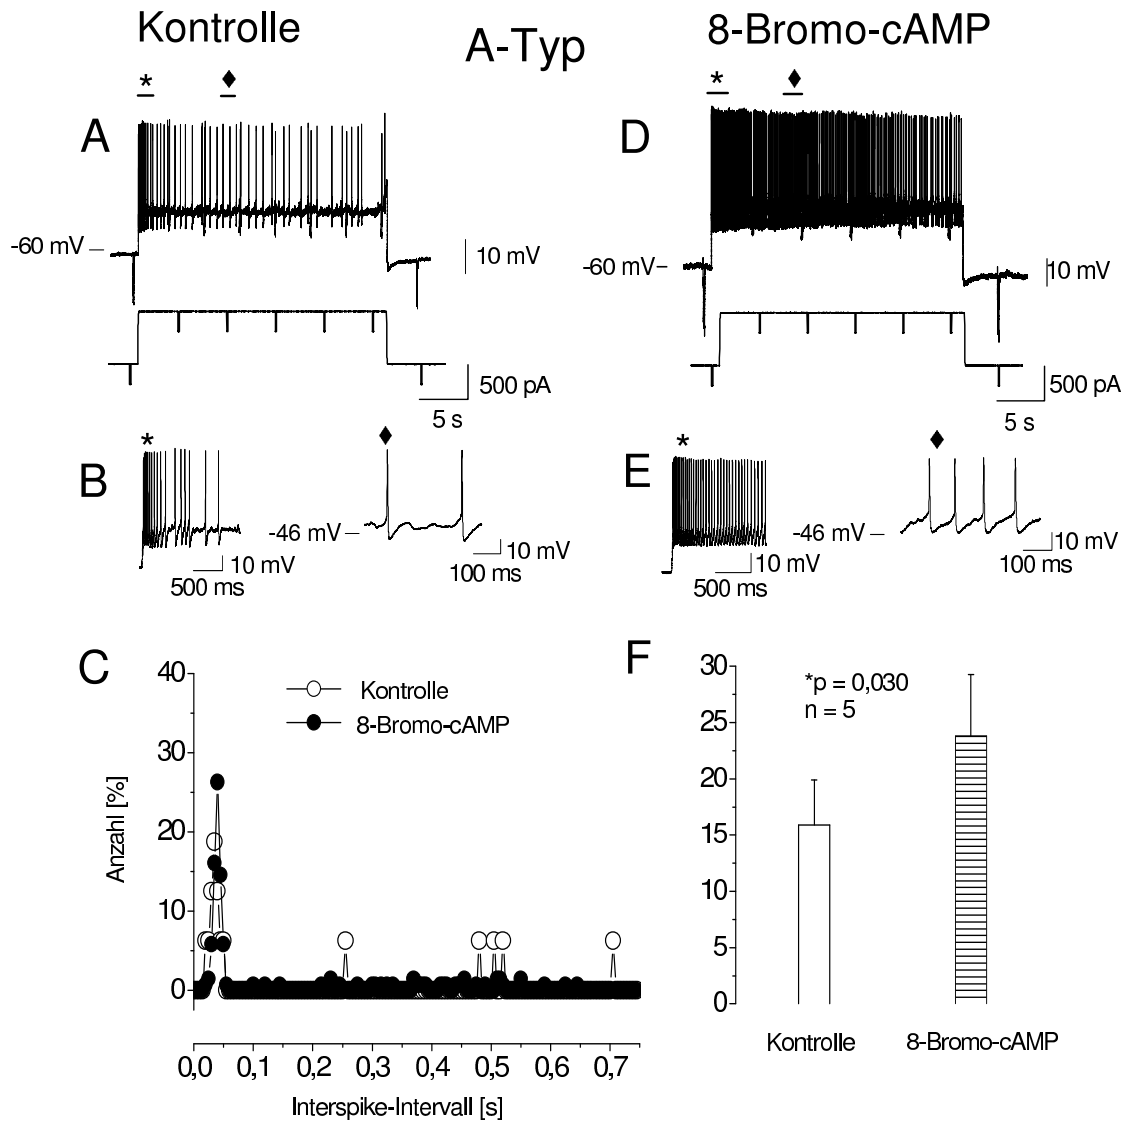 Kontrolle
A-Typ
8-Bromo-cAMP
* ♦
* ♦
A
-60 mV
10 mV
500 pA
5 s
D
-60 mV
10 mV
500 pA
5 s
B
*
♦
-46 mV
10 mV
500 ms
10 mV
100 ms
E
*
♦
-46 mV
10 mV
500 ms
10 mV
100 ms
C
40
30
20
10
0
Anzahl [%]
Kontrolle
8-Bromo-cAMP
0,0 0,1 0,2 0,3 0,4 0,5 0,6 0,7
Interspike-Intervall [s]
F
30
25
20
15
10
5
0
*p = 0,030
n = 5
Kontrolle
8-Bromo-cAMP